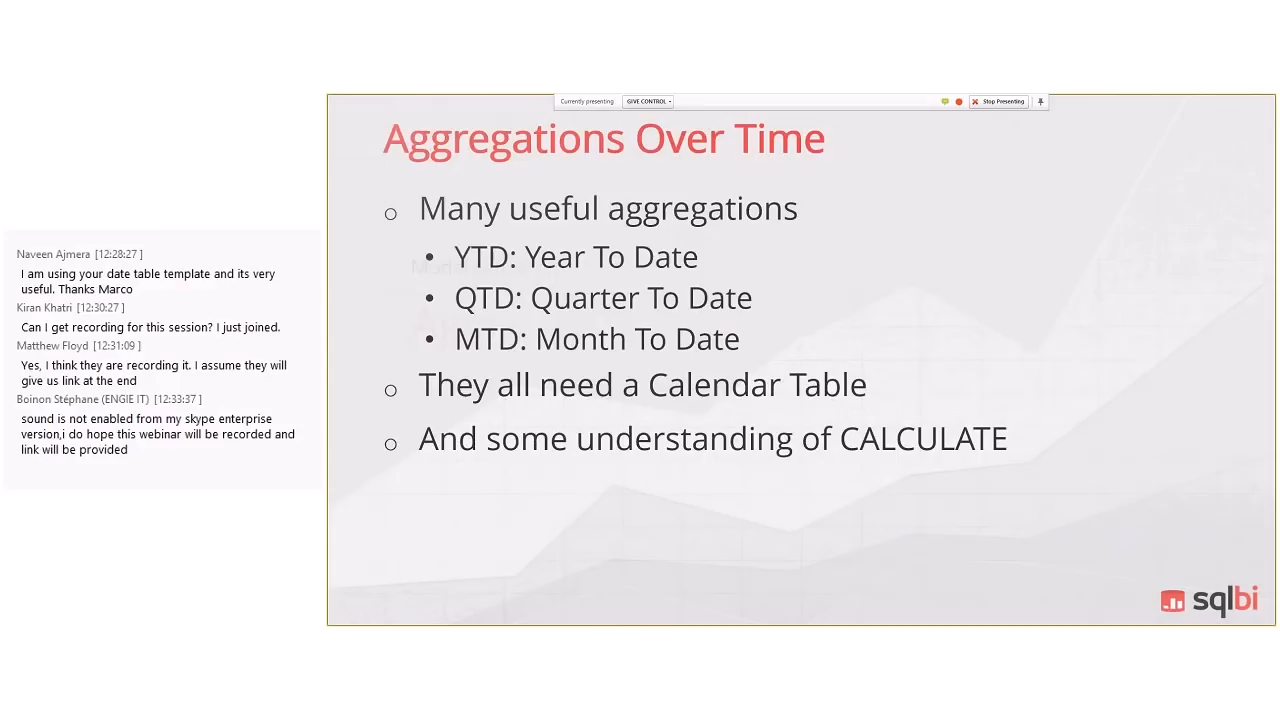 Currently presenting
GIVE CONTROL
Stop Presenting
Aggregations Over Time
o Many useful aggregations
• YTD: Year To Date
• QTD: Quarter To Date
• MTD: Month To Date
o They all need a Calendar Table
o And some understanding of CALCULATE
sqlbi
Naveen Ajmera [12:28:27 ]
I am using your date table template and its very
useful. Thanks Marco
Kiran Khatri [12:30:27 ]
Can I get recording for this session? I just joined.
Matthew Floyd [12:31:09 ]
Yes, I think they are recording it. I assume they will
give us link at the end
Boinon Stéphane (ENGIE IT) [12:33:37 ]
sound is not enabled from my skype enterprise
version,i do hope this webinar will be recorded and
link will be provided